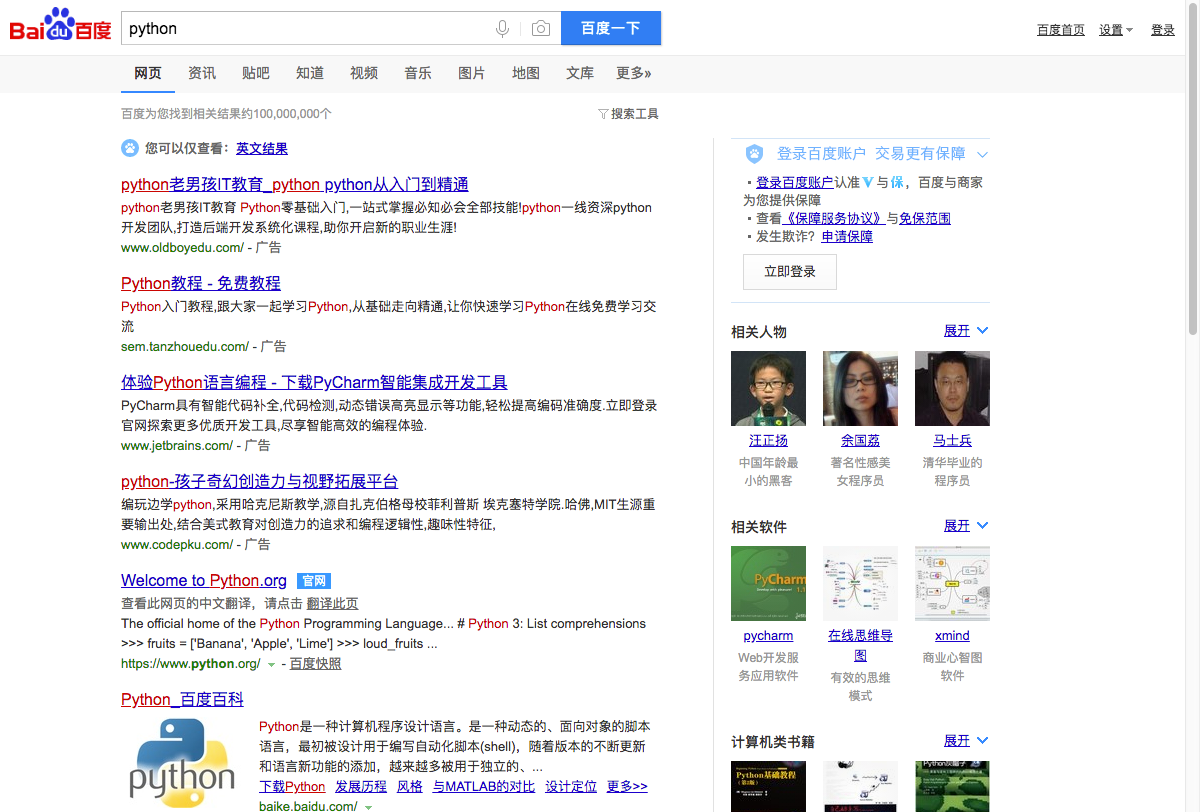 Bai du 百度
python
百度一下
百度首页 设置 登录
网页 资讯 贴吧 知道 视频 音乐 图片 地图 文库 更多»
百度为您找到相关结果约100,000,000个
搜索工具
您可以仅查看：英文结果
python老男孩IT教育_python python从入门到精通
python老男孩IT教育 Python零基础入门,一站式掌握必知必会全部技能!python一线资深python
开发团队,打造后端开发系统化课程,助你开启新的职业生涯!
www.oldboyedu.com/ - 广告
Python教程 - 免费教程
Python入门教程,跟大家一起学习Python,从基础走向精通,让你快速学习Python在线免费学习交
流
sem.tanzhouedu.com/ - 广告
体验Python语言编程 - 下载PyCharm智能集成开发工具
PyCharm具有智能代码补全,代码检测,动态错误高亮显示等功能,轻松提高编码准确度.立即登录
官网探索更多优质开发工具,尽享智能高效的编程体验.
www.jetbrains.com/ - 广告
python-孩子奇幻创造力与视野拓展平台
编玩边学python,采用哈克尼斯教学,源自扎克伯格母校菲利普斯 埃克塞特学院.哈佛,MIT生源重
要输出处,结合美式教育对创造力的追求和编程逻辑性,趣味性特征,
www.codepku.com/ - 广告
Welcome to Python.org 官网
查看此网页的中文翻译，请点击 翻译此页
The official home of the Python Programming Language... # Python 3: List comprehensions
>>> fruits = ['Banana', 'Apple', 'Lime'] >>> loud_fruits ...
https://www.python.org/ - 百度快照
Python_百度百科
python
Python是一种计算机程序设计语言。是一种动态的、面向对象的脚本
语言，最初被设计用于编写自动化脚本(shell)，随着版本的不断更新
和语言新功能的添加，越来越多被用于独立的、...
下载Python 发展历程 风格 与MATLAB的对比 设计定位 更多>>
baike.baidu.com/
登录百度账户 交易更有保障
·登录百度账户认准V与保，百度与商家
为您提供保障
·查看《保障服务协议》与免保范围
·发生欺诈？申请保障
立即登录
相关人物 展开
汪正扬 余国荔 马士兵
中国年龄最 著名性感美 清华毕业的
小的黑客 女程序员 程序员
相关软件 展开
PyCharm
pycharm 在线思维导 xmind
图
Web开发服 有效的思维 商业心智图
务应用软件 模式 软件
计算机类书籍 展开
Python基础教程